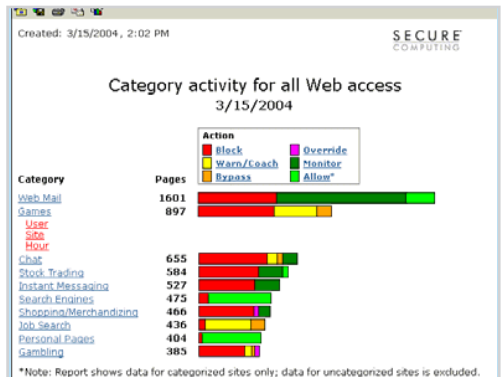 Created: 3/15/2004, 2:02 PM
SECURE
COMPUTING
Category activity for all Web access
3/15/2004
Action
Block
Override
Warn/Coach
Monitor
Bypass
Allow*
Category Pages
Web Mail 1601
Games 897
User
Site
Hour
Chat 655
Stock Trading 584
Instant Messaging 527
Search Engines 475
Shopping/Merchandizing 466
Job Search 436
Personal Pages 404
Gambling 385
*Note: Report shows data for categorized sites only; data for uncategorized sites is excluded.